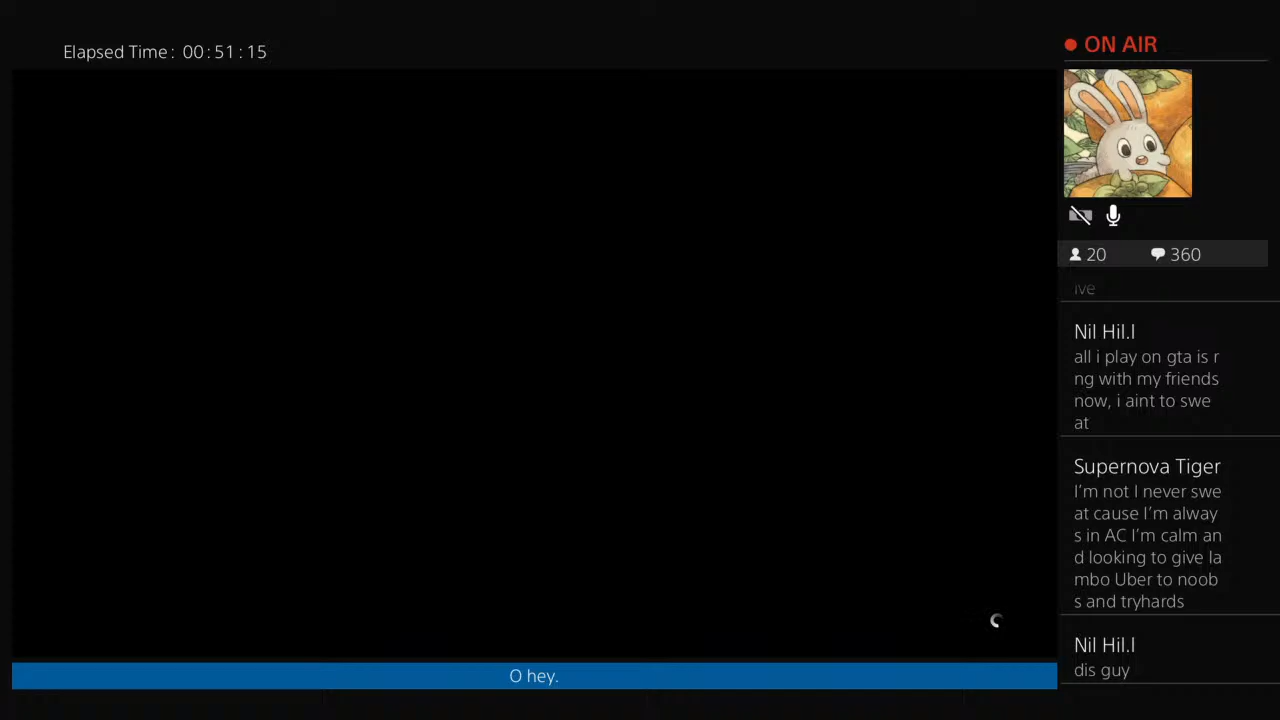 Elapsed Time: 00:51:15
ON AIR
20 360
ive
Nil Hil.l
all i play on gta is r
ng with my friends
now, i aint to swe
at
Supernova Tiger
I'm not I never swe
at cause I'm alway
s in AC I'm calm an
d looking to give la
mbo Uber to noob
s and tryhards
Nil Hil.l
dis guy
O hey.